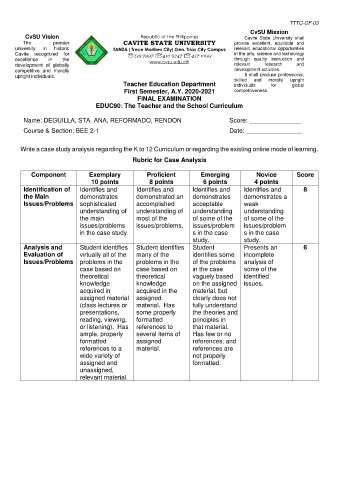 TTTC-CF-03
CvSU Vision
The premier
university in historic
Cavite recognized for
excellence in the
development of globally
competitive and morally
upright individuals.
Republic of the Philippines
CAVITE STATE UNIVERSITY
TANZA | Trece Martires City| Gen. Trias City Campus
www.cvsu.edu.ph
CvSU Mission
Cavite State University shall
provide excellent, equitable and
relevant educational opportunities
in the arts, science and technology
through quality instruction and
relevant research and
development activities.
It shall produce professional,
skilled and morally upright
individuals for global
competitiveness.
Teacher Education Department
First Semester, A.Y. 2020-2021
FINAL EXAMINATION
EDUC90: The Teacher and the School Curriculum
Name: DEGUILLA, STA. ANA, REFORMADO, RENDON Score: _______________
Course & Section: BEE 2-1 Date: ________________
Write a case study analysis regarding the K to 12 Curriculum or regarding the existing online mode of learning.
Rubric for Case Analysis
Component Exemplary Proficient Emerging Novice Score
10 points 8 points 6 points 4 points
Identification of Identifies and Identifies and Identifies and Identifies and 8
the Main demonstrates demonstrated an demonstrates demonstrates a
Issues/Problems sophisticated accomplished acceptable weak
understanding of understanding of understanding understanding
the main most of the of some of the of some of the
issues/problems issues/problems. issues/problem issues/problem
in the case study. s in the case s in the case
study. study.
Analysis and Student identifies Student identifies Student Presents an 6
Evaluation of virtually all of the many of the identifies some incomplete
Issues/Problems problems in the problems in the of the problems analysis of
case based on case based on in the case some of the
theoretical theoretical vaguely based identified
knowledge knowledge on the assigned issues.
acquired in acquired in the material, but
assigned material assigned clearly does not
(class lectures or material. Has fully understand
presentations, some properly the theories and
reading, viewing, formatted principles in
or listening). Has references to that material.
ample, properly several items of Has few or no
formatted assigned references, and
references to a material. references are
wide variety of not properly
assigned and formatted.
unassigned,
relevant material.